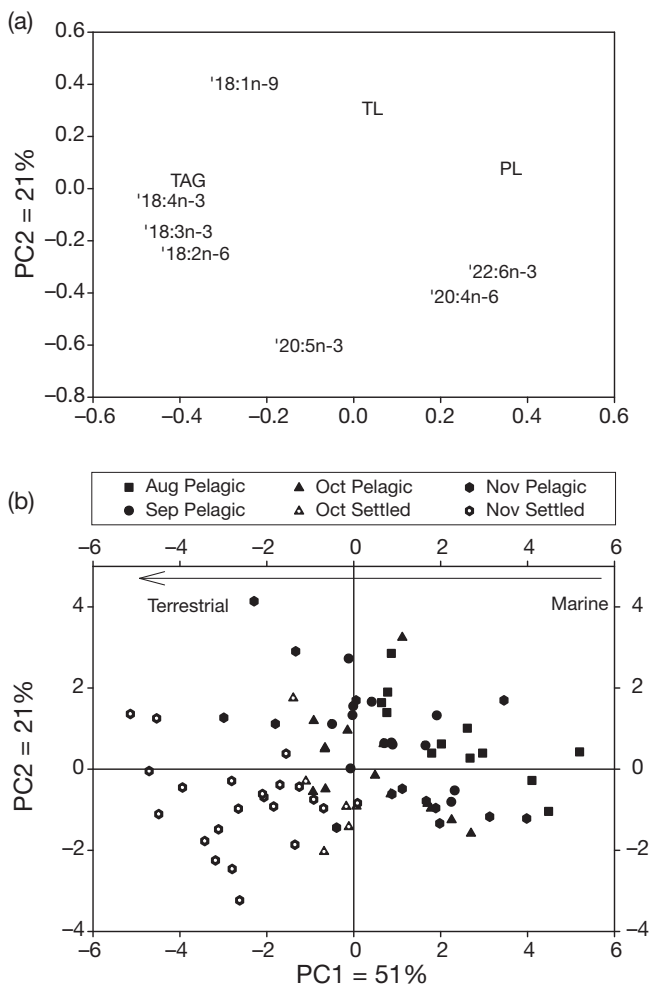 (a)
0.6
0.4
0.2
0.0
−0.2
−0.4
−0.6
−0.8
PC2 = 21%
'18:1n-9
TL
TAG
PL
'18:4n-3
'18:3n-3
'18:2n-6
'22:6n-3
'20:4n-6
'20:5n-3
−0.6 −0.4 −0.2 0.0 0.2 0.4 0.6
(b)
Aug Pelagic Oct Pelagic Nov Pelagic
Sep Pelagic Oct Settled Nov Settled
−6 −4 −2 0 2 4 6
Terrestrial Marine
4 4
2 2
0 0
−2 −2
−4 −4
PC2 = 21%
−6 −4 −2 0 2 4 6
PC1 = 51%